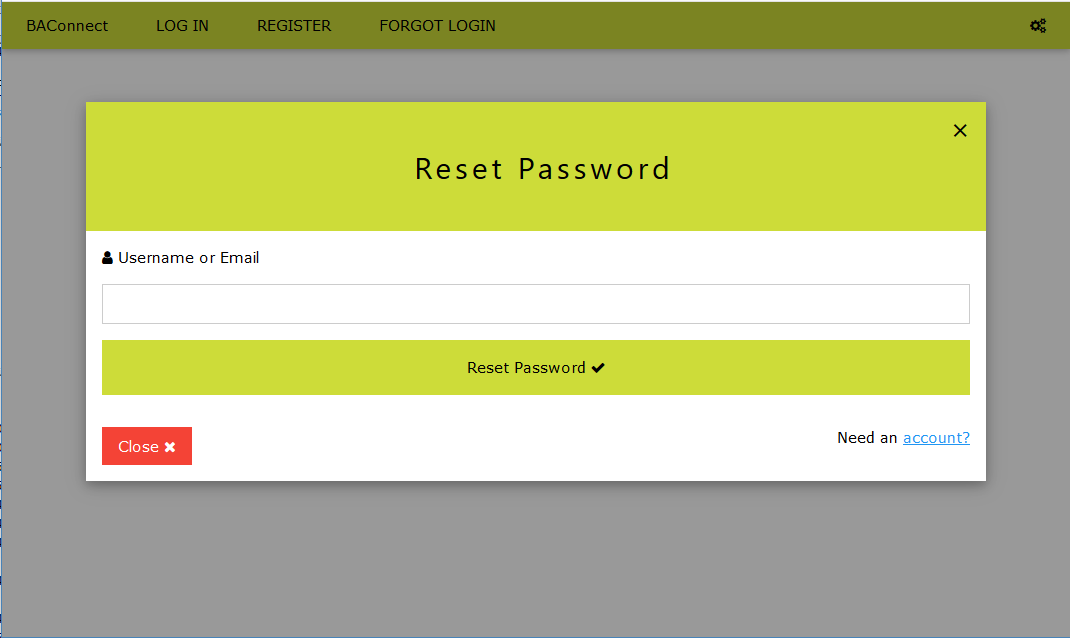 BAConnect LOG IN REGISTER FORGOT LOGIN
Reset Password
Username or Email
Reset Password
Close
Need an account?